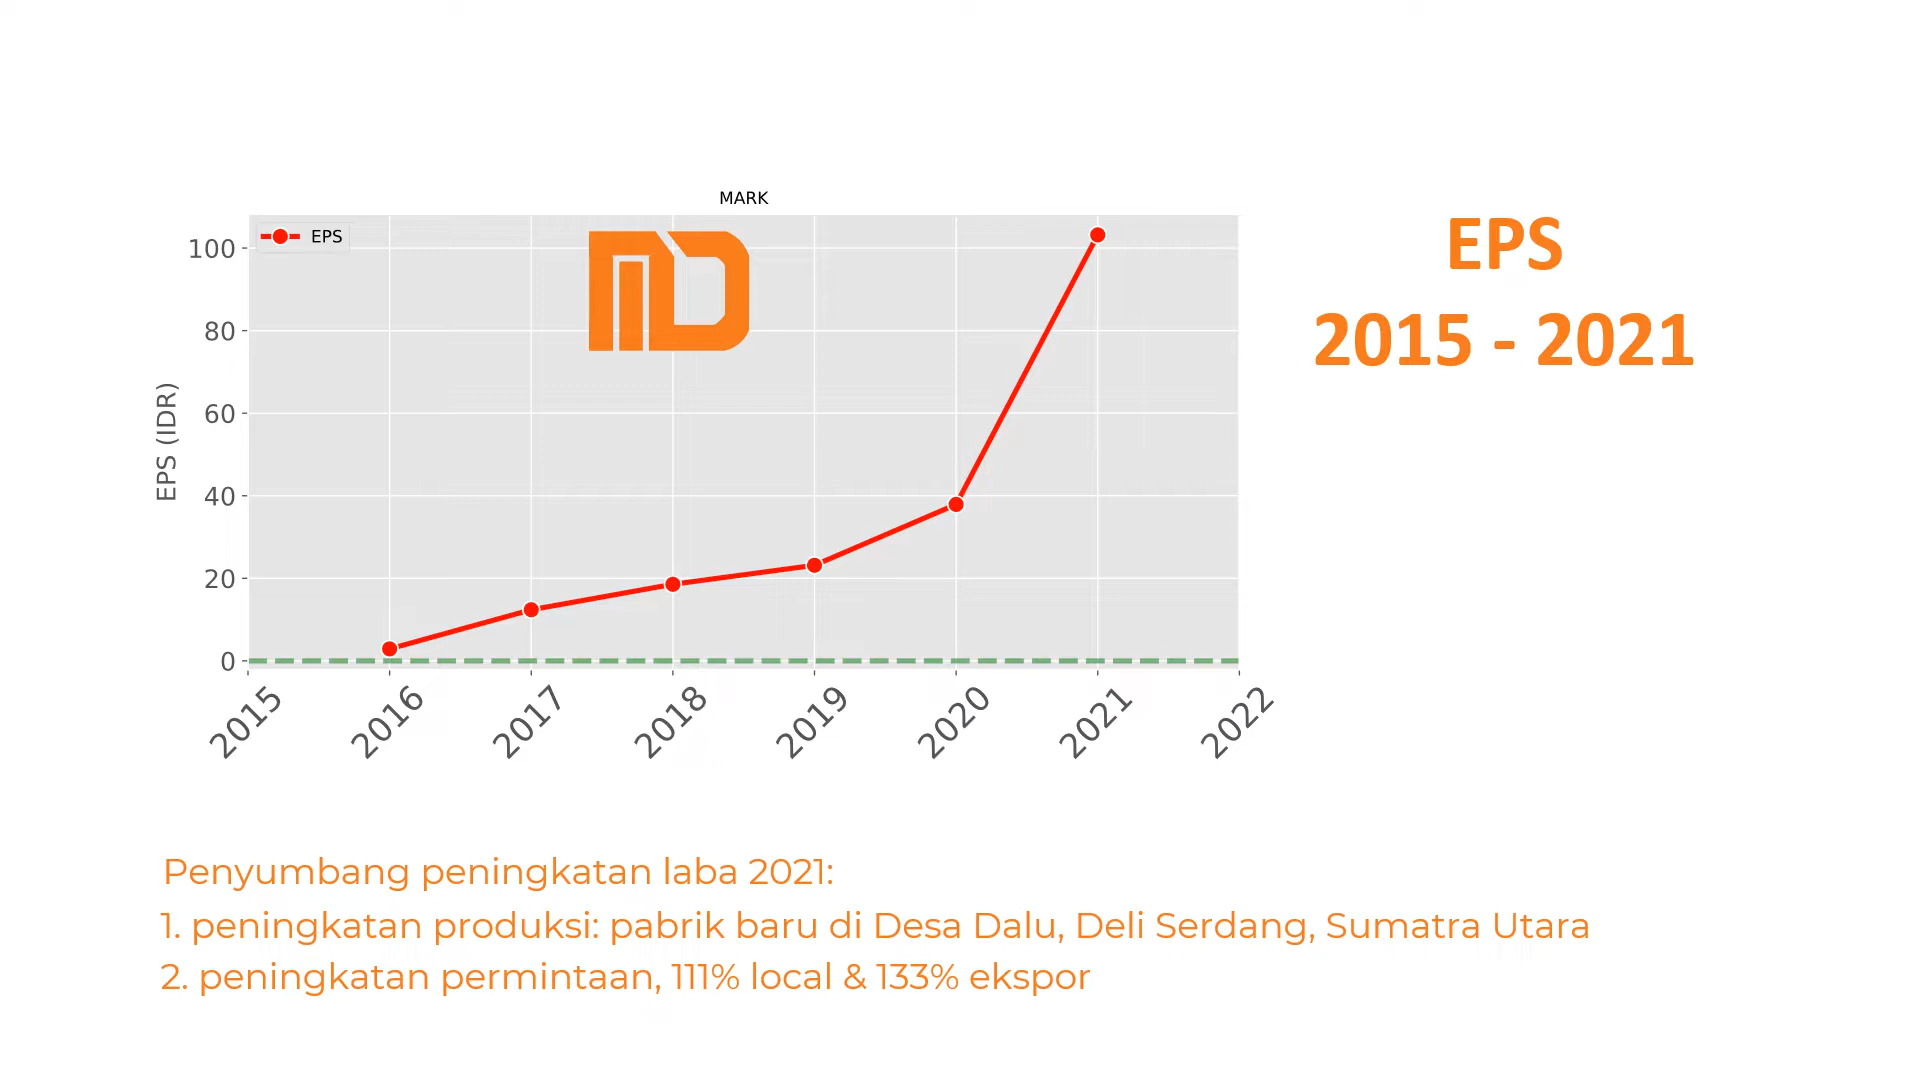 MARK
EPS
100
80
60
40
20
0
EPS (IDR)
2015
2016
2017
2018
2019
2020
2021
2022
EPS
2015 - 2021
Penyumbang peningkatan laba 2021:
1. peningkatan produksi: pabrik baru di Desa Dalu, Deli Serdang, Sumatra Utara
2. peningkatan permintaan, 111% local & 133% ekspor